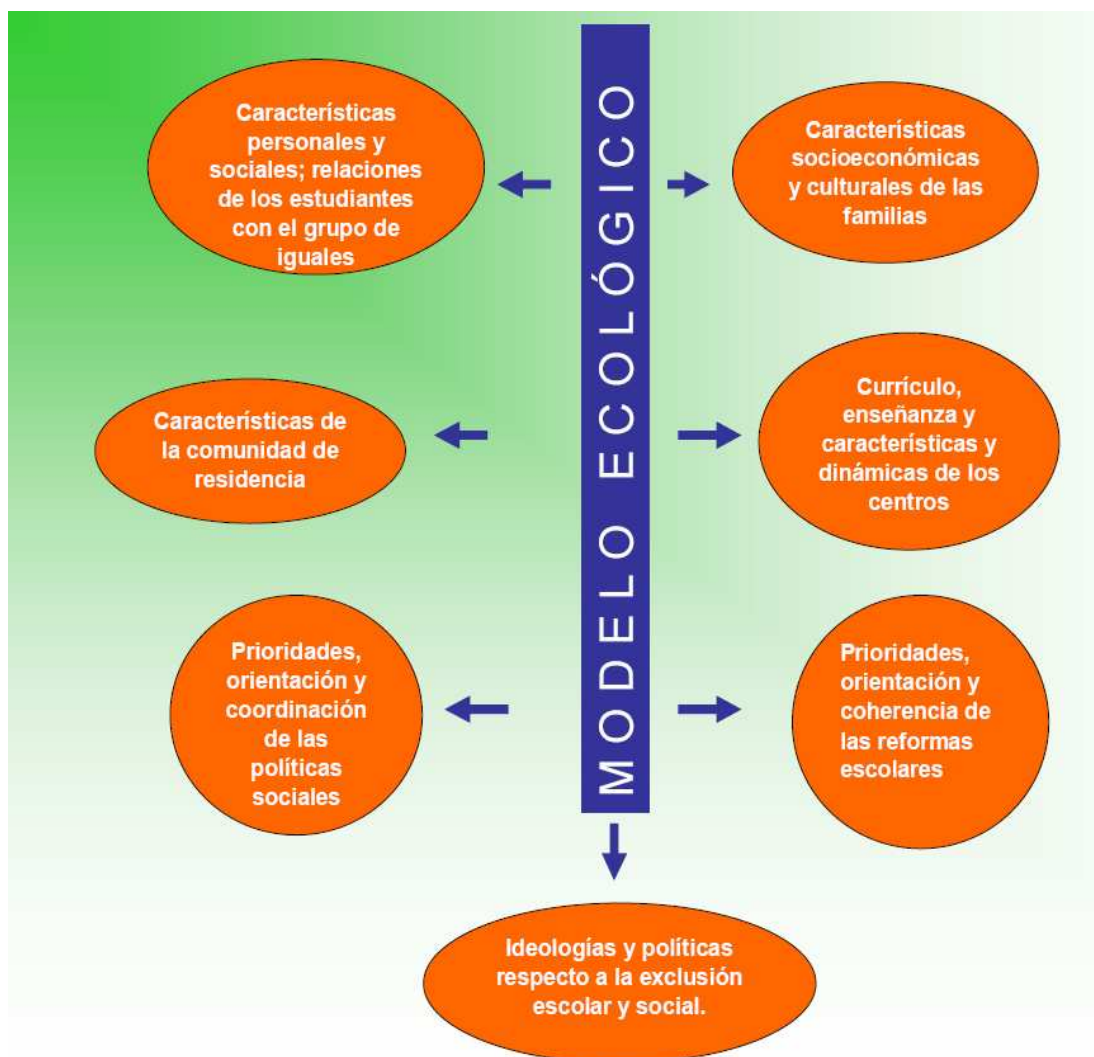 Características
personales y
sociales; relaciones
de los estudiantes
con el grupo de
iguales
MODELO ECOLÓGICO
Características
socioeconómicas
y culturales de las
familias
Características de
la comunidad de
residencia
Currículo,
enseñanza y
características y
dinámicas de los
centros
Prioridades,
orientación y
coordinación
de las
políticas
sociales
Prioridades,
orientación y
coherencia de
las reformas
escolares
Ideologías y políticas
respecto a la exclusión
escolar y social.